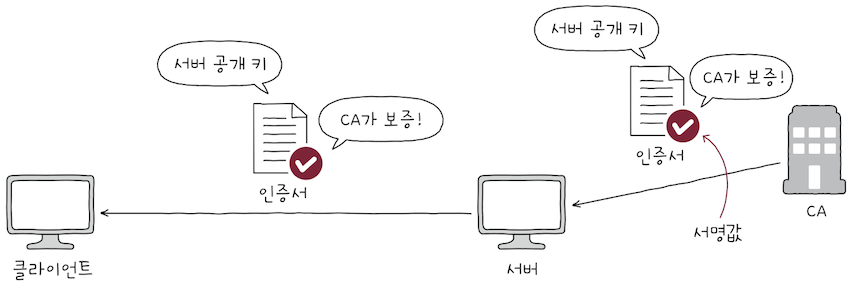 서버 공개 키
CA가 보증!
인증서
서버 공개 키
CA가 보증!
인증서
서명값
클라이언트
서버
CA